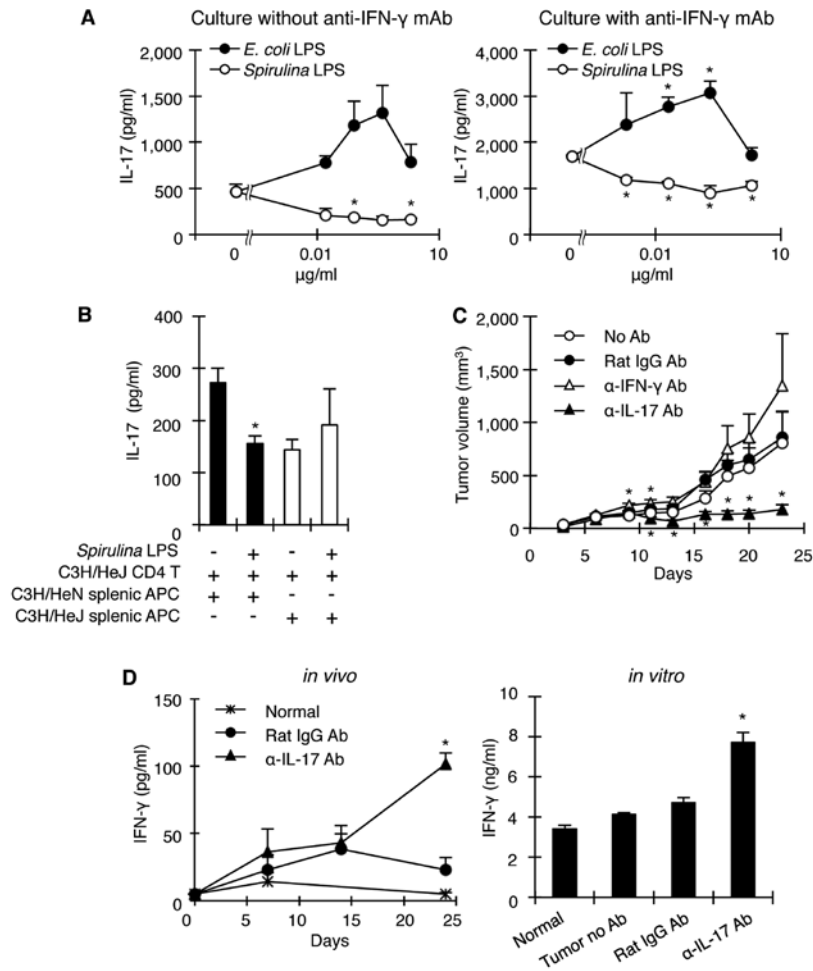 A
Culture without anti-IFN-γ mAb
Culture with anti-IFN-γ mAb
2,000
1,500
1,000
500
0
IL-17 (pg/ml)
E. coli LPS
Spirulina LPS
*
*
0
0.01
10
µg/ml
4,000
3,000
2,000
1,000
0
IL-17 (pg/ml)
E. coli LPS
Spirulina LPS
*
*
*
*
*
*
0
0.01
10
µg/ml
B
400
300
200
100
0
IL-17 (pg/ml)
*
Spirulina LPS - + - +
C3H/HeJ CD4 T + + + +
C3H/HeN splenic APC + + - -
C3H/HeJ splenic APC - - + +
C
2,000
1,500
1,000
500
0
Tumor volume (mm³)
No Ab
Rat IgG Ab
α-IFN-γ Ab
α-IL-17 Ab
* * * * *
* * *
0 5 10 15 20 25
Days
D
in vivo
in vitro
150
100
50
0
IFN-γ (pg/ml)
Normal
Rat IgG Ab
α-IL-17 Ab
*
0 5 10 15 20 25
Days
10
8
6
4
2
0
IFN-γ (ng/ml)
*
Normal
Tumor no Ab
Rat IgG Ab
α-IL-17 Ab